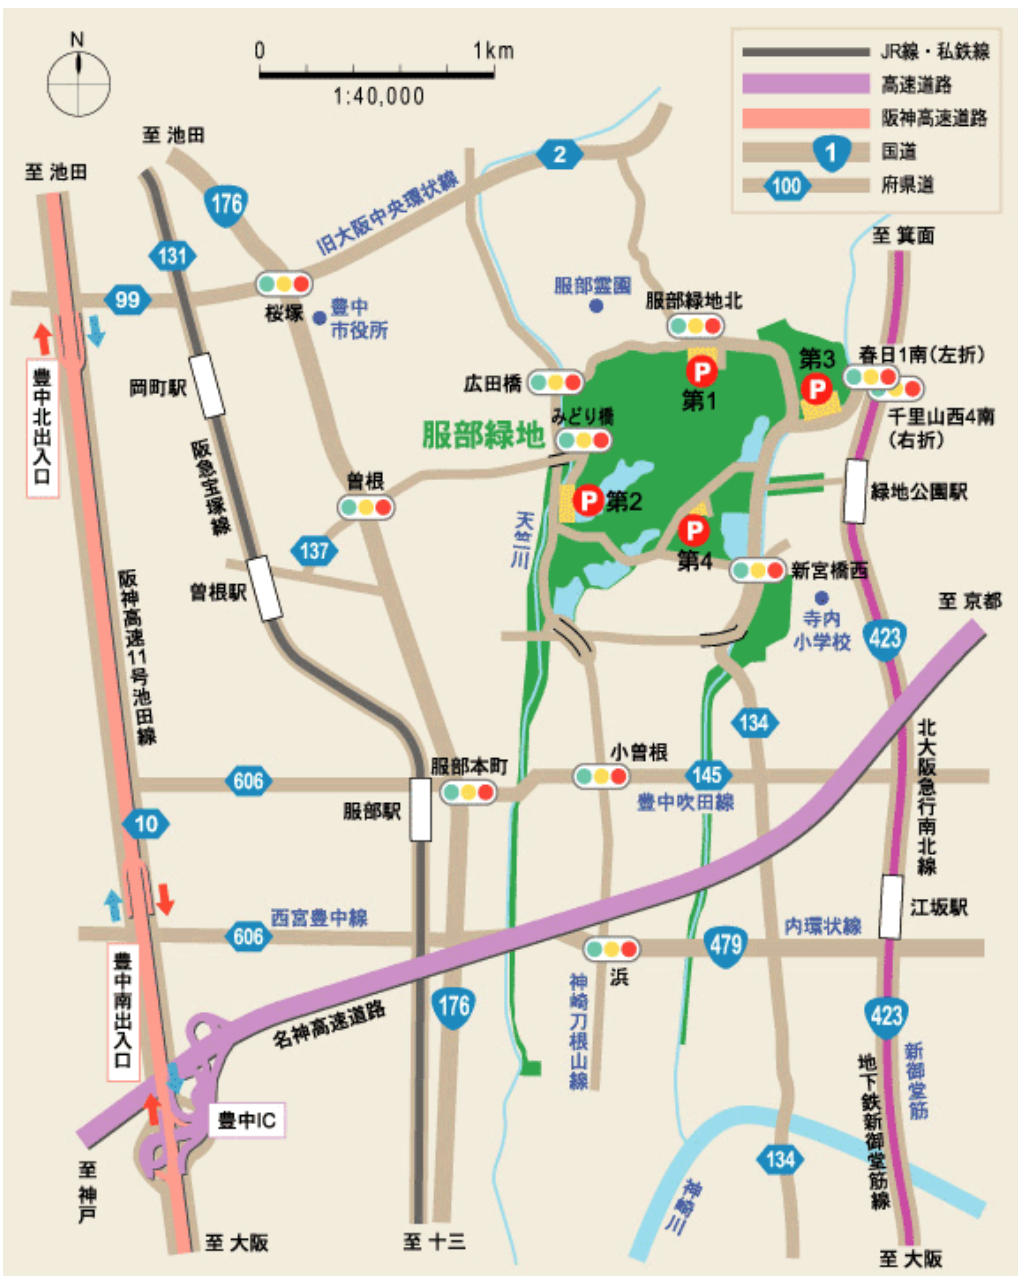 N
0
1km
1:40,000
JR線・私鉄線
高速道路
阪神高速道路
1
国道
100
府県道
至 池田
至 池田
176
2
旧大阪中央環状線
131
99
桜塚
豊中
市役所
服部霊園
服部緑地北
至 箕面
豊中北出入口
岡町駅
阪急宝塚線
広田橋
みどり橋
服部緑地
P
第1
第3
P
春日1南(左折)
千里山西4南
(右折)
曽根
137
曽根駅
天竺川
P
第2
P
第4
緑地公園駅
新宮橋西
寺内
小学校
至 京都
423
阪神高速11号池田線
134
小曽根
145
豊中吹田線
服部本町
606
服部駅
10
北大阪急行南北線
江坂駅
西宮豊中線
606
内環状線
479
浜
豊中南出入口
名神高速道路
176
神崎刀根山線
423
新御堂筋
地下鉄新御堂筋線
豊中IC
134
神崎川
至 神戸
至 大阪
至 十三
至 大阪